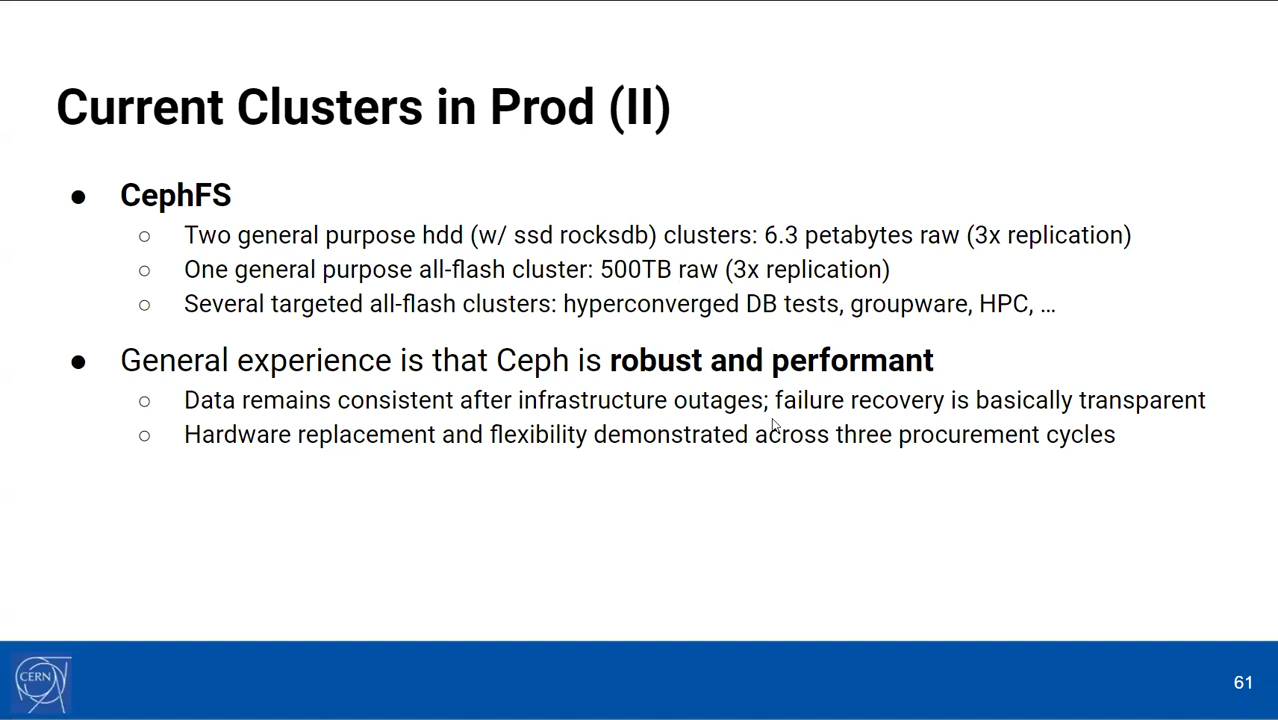 Current Clusters in Prod (II)
● CephFS
○ Two general purpose hdd (w/ ssd rocksdb) clusters: 6.3 petabytes raw (3x replication)
○ One general purpose all-flash cluster: 500TB raw (3x replication)
○ Several targeted all-flash clusters: hyperconverged DB tests, groupware, HPC, …
● General experience is that Ceph is robust and performant
○ Data remains consistent after infrastructure outages; failure recovery is basically transparent
○ Hardware replacement and flexibility demonstrated across three procurement cycles
CERN
61